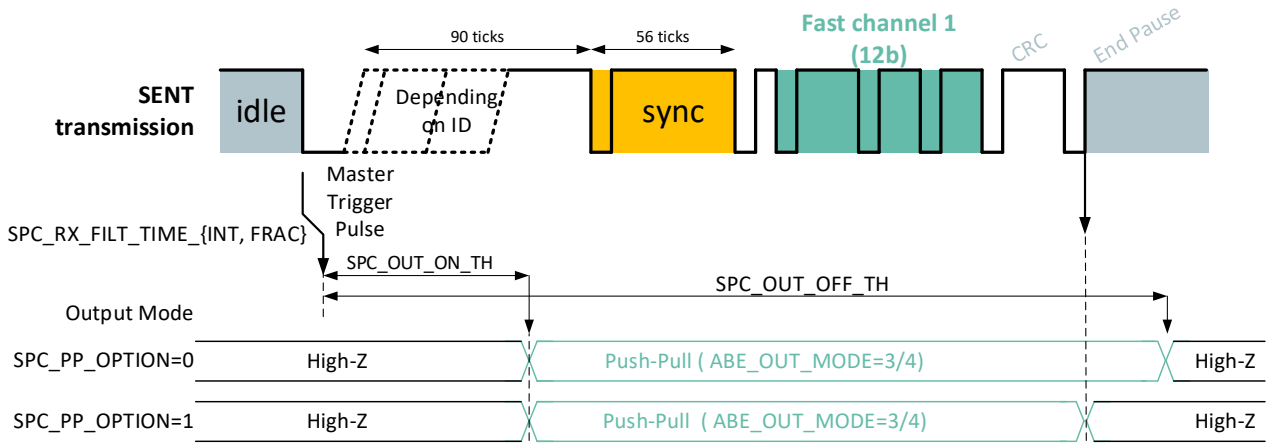 Fast channel 1
(12b)
90 ticks
56 ticks
CRC
End Pause
SENT
transmission
idle
Depending
on ID
sync
Master
Trigger
Pulse
SPC_RX_FILT_TIME_{INT, FRAC}
SPC_OUT_ON_TH
SPC_OUT_OFF_TH
Output Mode
SPC_PP_OPTION=0
High-Z
Push-Pull ( ABE_OUT_MODE=3/4)
High-Z
SPC_PP_OPTION=1
High-Z
Push-Pull ( ABE_OUT_MODE=3/4)
High-Z